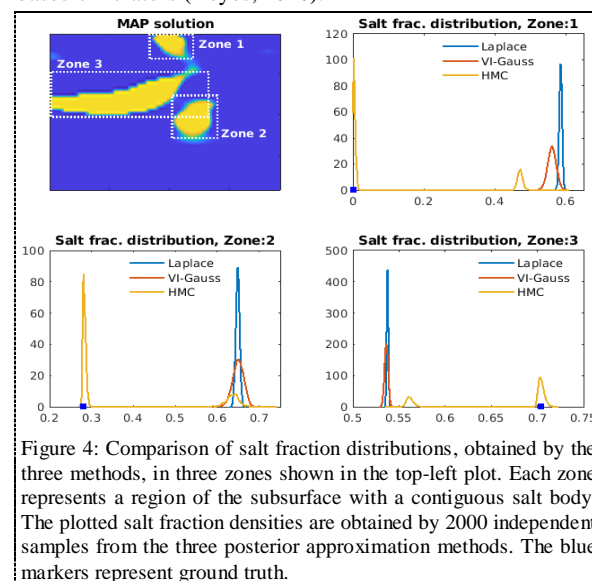 MAP solution
Zone 1
Zone 3
Zone 2
Salt frac. distribution, Zone:1
Laplace
VI-Gauss
HMC
120
100
80
60
40
20
0
0 0.2 0.4 0.6
Salt frac. distribution, Zone:2
Laplace
VI-Gauss
HMC
100
80
60
40
20
0
0.2 0.3 0.4 0.5 0.6 0.7
Salt frac. distribution, Zone:3
Laplace
VI-Gauss
HMC
500
400
300
200
100
0
0.5 0.55 0.6 0.65 0.7 0.75
Figure 4: Comparison of salt fraction distributions, obtained by the
three methods, in three zones shown in the top-left plot. Each zone
represents a region of the subsurface with a contiguous salt body
The plotted salt fraction densities are obtained by 2000 independent
samples from the three posterior approximation methods. The blue
markers represent ground truth.